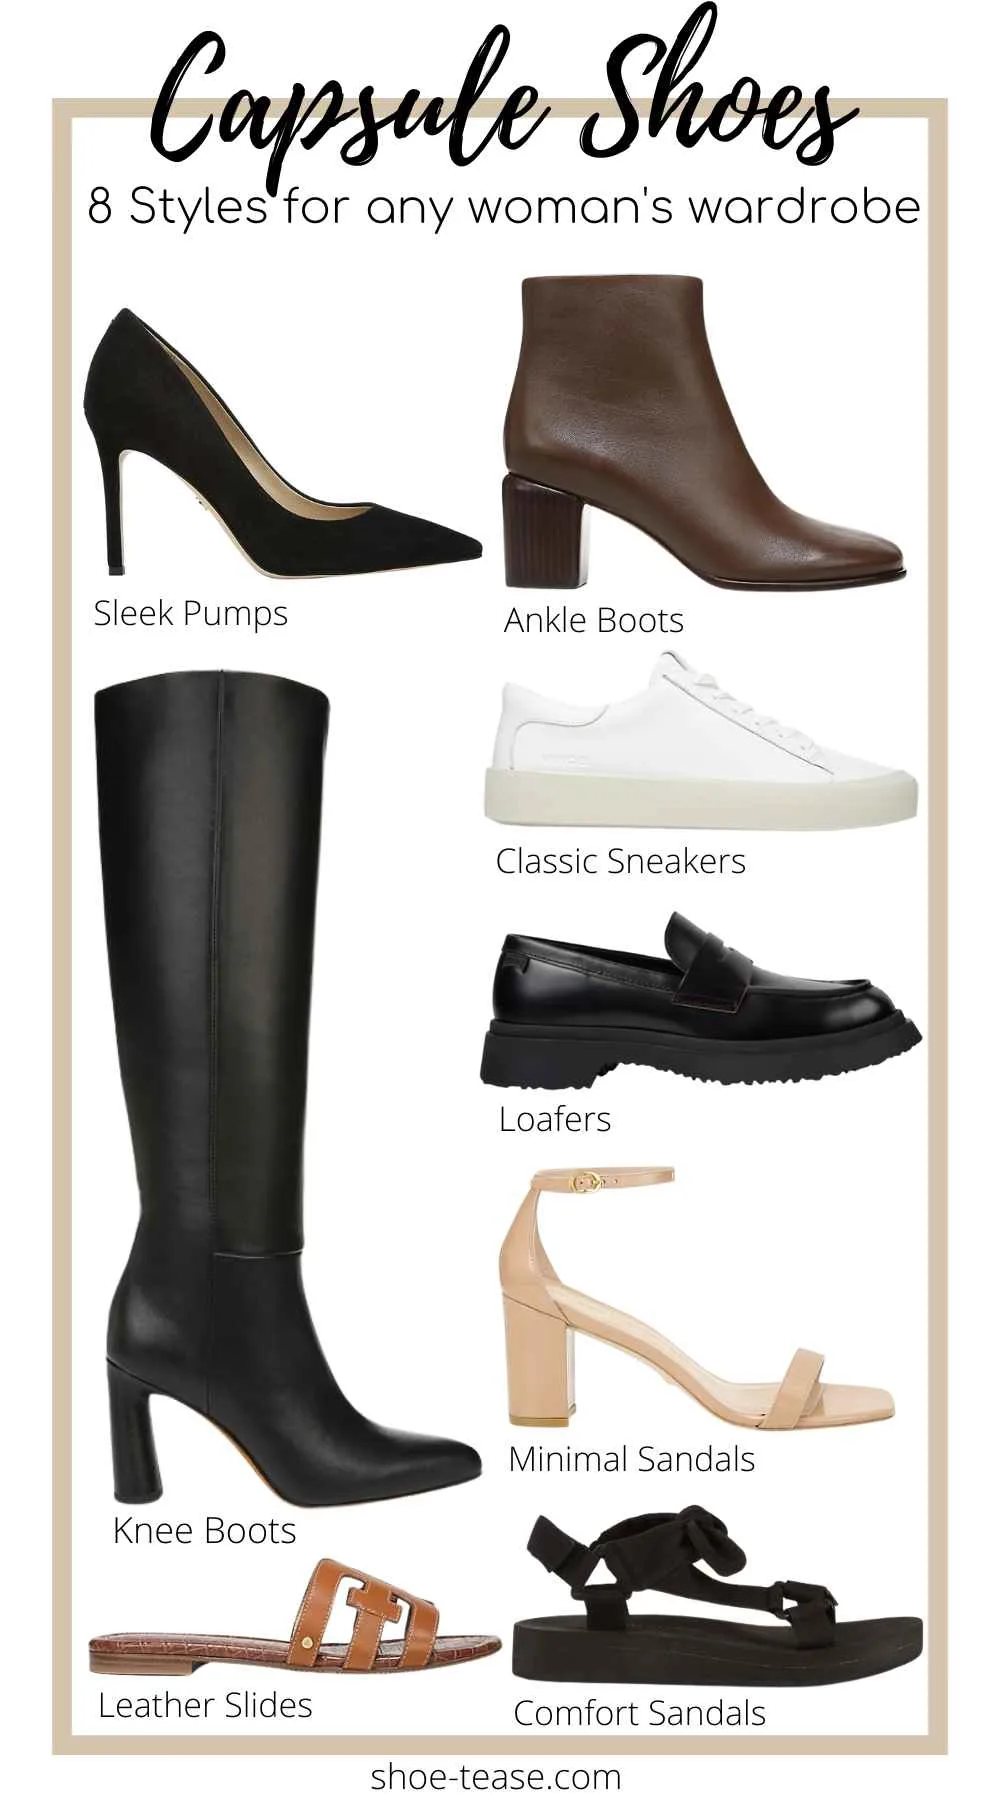 Capsule Shoes
8 Styles for any woman's wardrobe
Sleek Pumps
Ankle Boots
Classic Sneakers
Loafers
Minimal Sandals
Knee Boots
Leather Slides
Comfort Sandals
shoe-tease.com